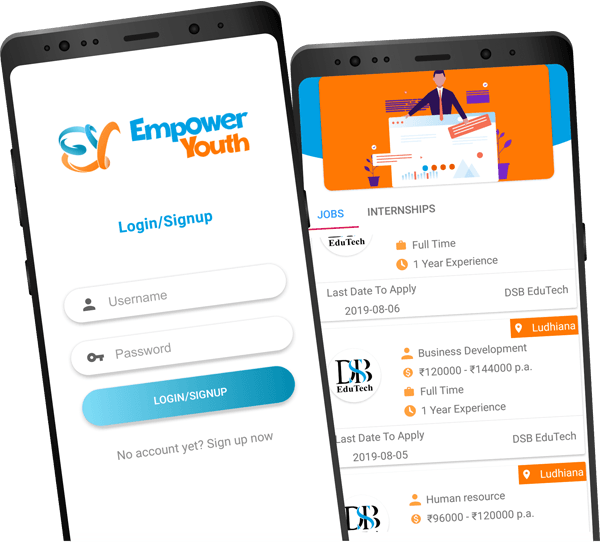 Empower
Youth
Login/Signup
Username
Password
LOGIN/SIGNUP
No account yet? Sign up now
JOBS
INTERNSHIPS
EduTech
Full Time
1 Year Experience
Last Date To Apply
DSB EduTech
2019-08-06
Ludhiana
DSB
EduTech
Business Development
₹120000 - ₹144000 p.a.
Full Time
1 Year Experience
Last Date To Apply
DSB EduTech
2019-08-05
Ludhiana
DSB
Human resource
₹96000 - ₹120000 p.a.